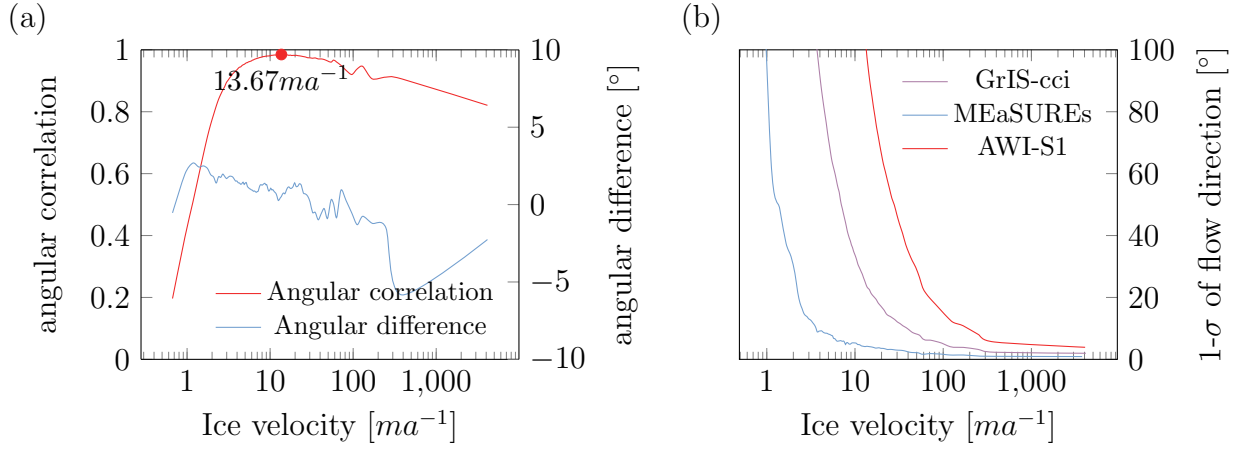 (a)
1
0.8
0.6
0.4
0.2
0
angular correlation
13.67ma⁻¹
Angular correlation
Angular difference
10
5
0
−5
−10
angular difference [°]
1 10 100 1,000
Ice velocity [ma⁻¹]
(b)
GrIS-cci
MEaSUREs
AWI-S1
100
80
60
40
20
0
1-σ of flow direction [°]
1 10 100 1,000
Ice velocity [ma⁻¹]